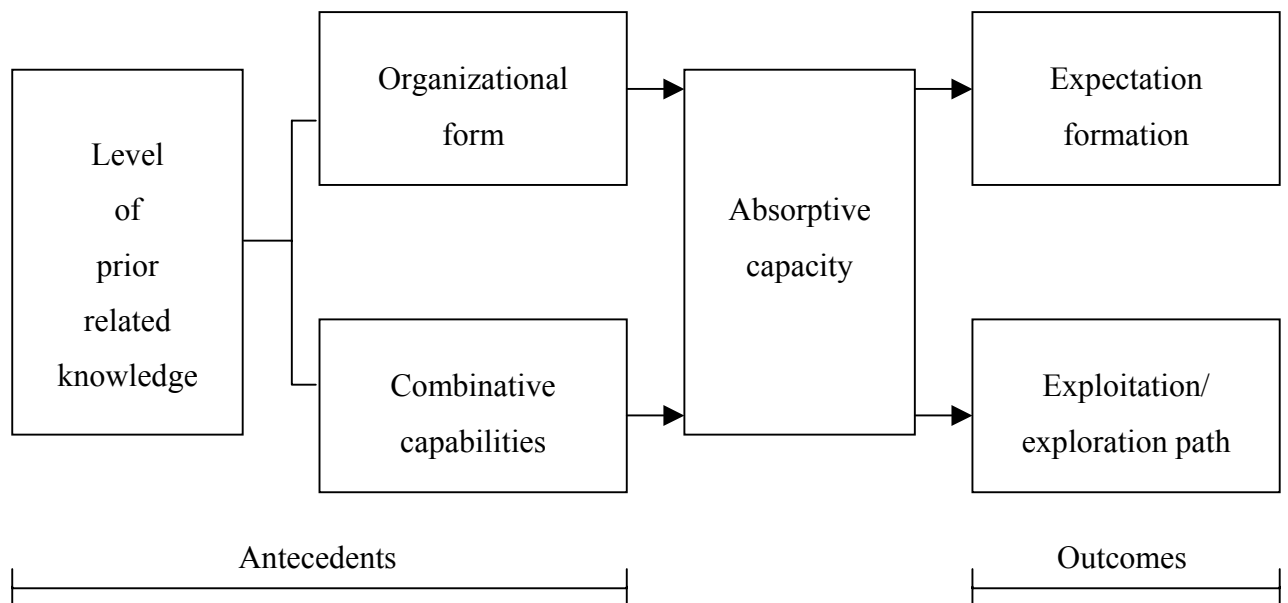 Level
of
prior
related
knowledge
Organizational
form
Combinative
capabilities
Absorptive
capacity
Expectation
formation
Exploitation/
exploration path
Antecedents
Outcomes